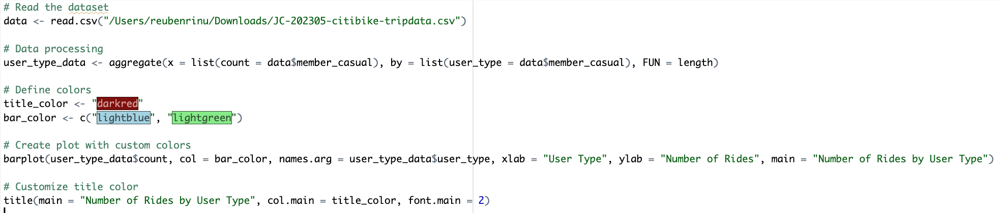 # Read the dataset
data <- read.csv("/Users/reubenrinu/Downloads/JC-202305-citibike-tripdata.csv")
# Data processing
user_type_data <- aggregate(x = list(count = data$member_casual), by = list(user_type = data$member_casual), FUN = length)
# Define colors
title_color <- "darkred"
bar_color <- c("lightblue", "lightgreen")
# Create plot with custom colors
barplot(user_type_data$count, col = bar_color, names.arg = user_type_data$user_type, xlab = "User Type", ylab = "Number of Rides", main = "Number of Rides by User Type")
# Customize title color
title(main = "Number of Rides by User Type", col.main = title_color, font.main = 2)